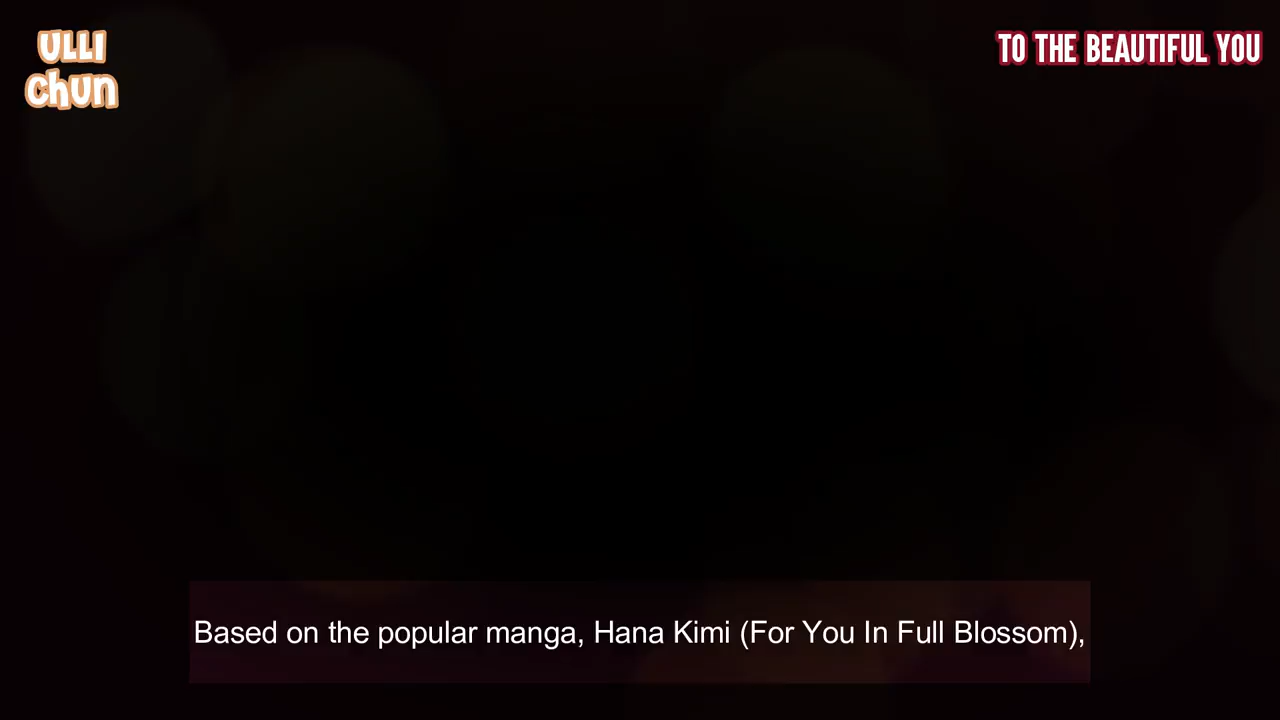 ULLI
chun
TO THE BEAUTIFUL YOU
Based on the popular manga, Hana Kimi (For You In Full Blossom),